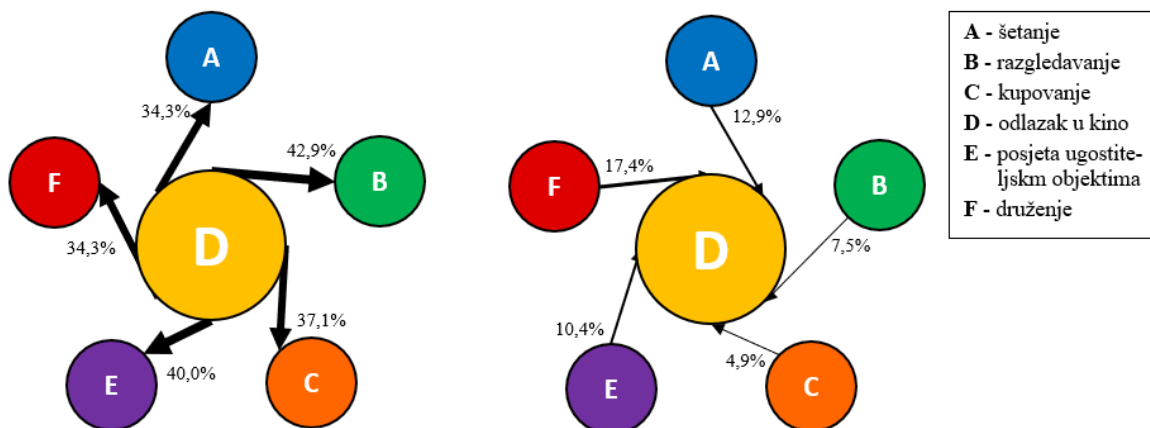 A
34,3%
42,9%
F
B
D
34,3%
37,1%
E
40,0%
C
A
12,9%
17,4%
F
B
D
7,5%
10,4%
4,9%
E
C
A - šetanje
B - razgledavanje
C - kupovanje
D - odlazak u kino
E - posjeta ugostite-
ljskm objektima
F - druženje